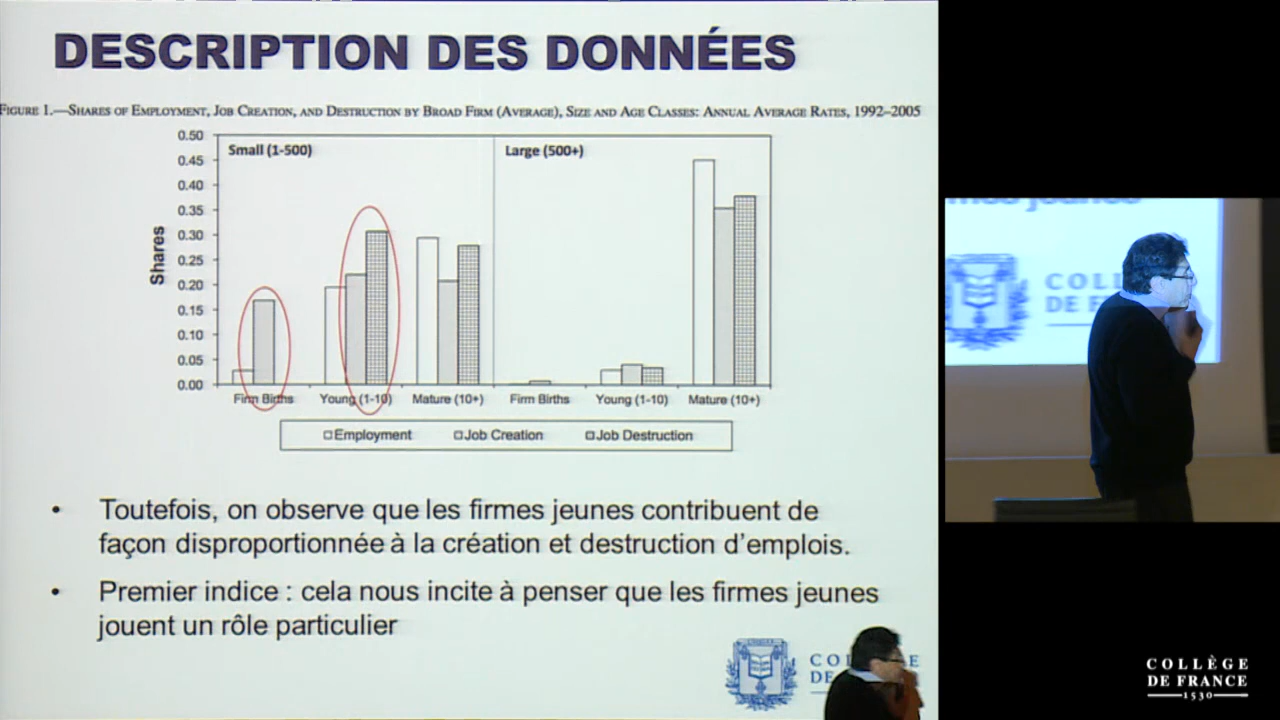 DESCRIPTION DES DONNÉES
FIGURE 1.—SHARES OF EMPLOYMENT, JOB CREATION, AND DESTRUCTION BY BROAD FIRM (AVERAGE), SIZE AND AGE CLASSES: ANNUAL AVERAGE RATES, 1992–2005
Small (1-500)
Large (500+)
Shares
0.50
0.45
0.40
0.35
0.30
0.25
0.20
0.15
0.10
0.05
0.00
Firm Births Young (1-10) Mature (10+) Firm Births Young (1-10) Mature (10+)
Employment Job Creation Job Destruction
• Toutefois, on observe que les firmes jeunes contribuent de
façon disproportionnée à la création et destruction d'emplois.
• Premier indice : cela nous incite à penser que les firmes jeunes
jouent un rôle particulier
COLLÈGE
DE FRANCE
1530